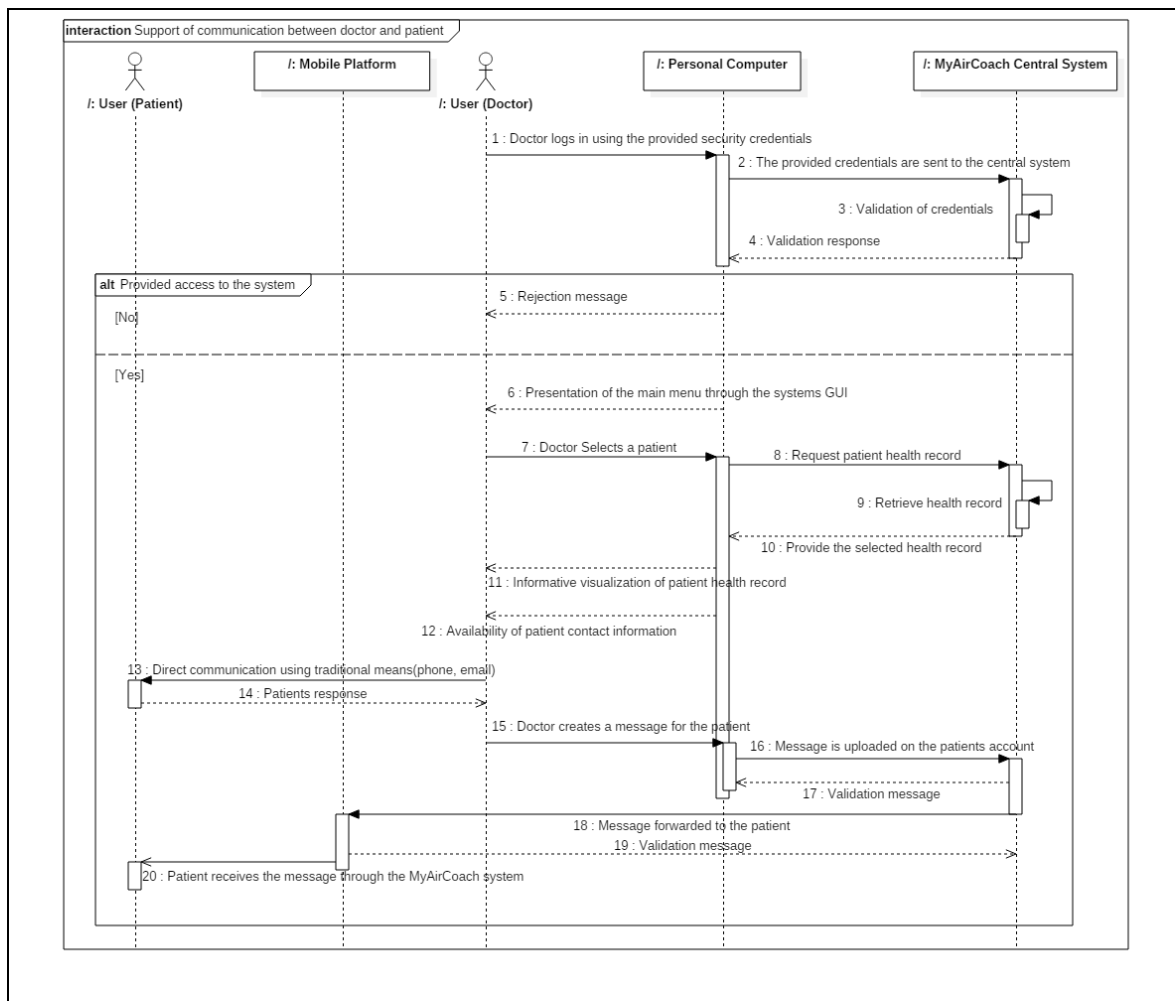 interaction Support of communication between doctor and patient
/: User (Patient)
/: Mobile Platform
/: User (Doctor)
/: Personal Computer
/: MyAirCoach Central System
1 : Doctor logs in using the provided security credentials
2 : The provided credentials are sent to the central system
3 : Validation of credentials
4 : Validation response
alt Provided access to the system
5 : Rejection message
[No]
[Yes]
6 : Presentation of the main menu through the systems GUI
7 : Doctor Selects a patient
8 : Request patient health record
9 : Retrieve health record
10 : Provide the selected health record
11 : Informative visualization of patient health record
12 : Availability of patient contact information
13 : Direct communication using traditional means(phone, email)
14 : Patients response
15 : Doctor creates a message for the patient
16 : Message is uploaded on the patients account
17 : Validation message
18 : Message forwarded to the patient
19 : Validation message
20 : Patient receives the message through the MyAirCoach system